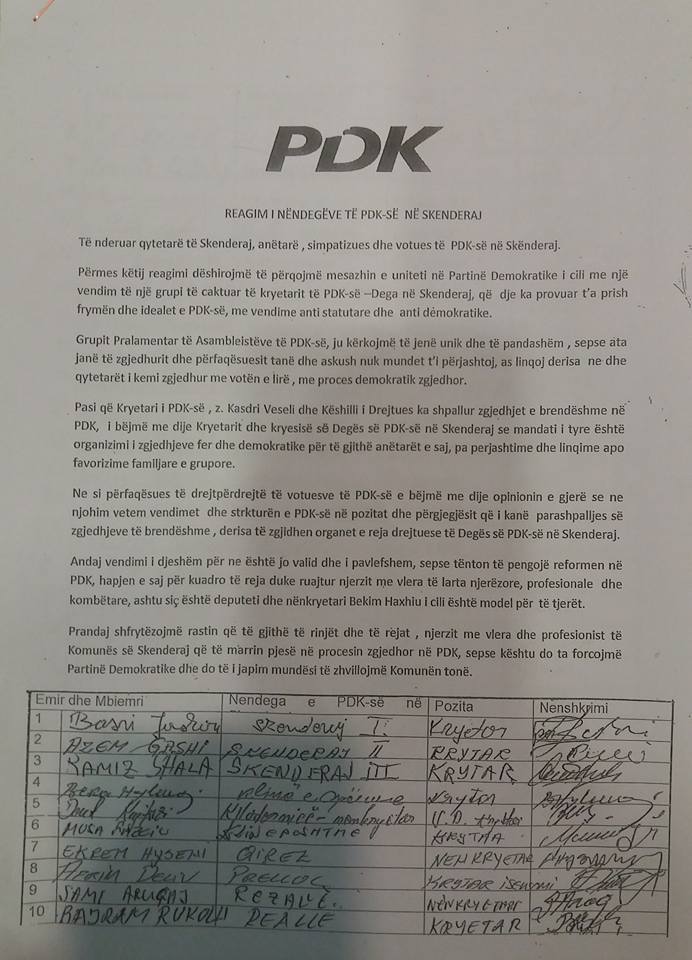 PDK
REAGIM I NËNDEGËVE TË PDK-SË NË SKENDERAJ
Të nderuar qytetarë të Skenderaj, anëtarë , simpatizues dhe votues të PDK-së në Skënderaj.
Përmes këtij reagimi dëshirojmë të përqojmë mesazhin e uniteti në Partinë Demokratike i cili me një
vendim të një grupi të caktuar të kryetarit të PDK-së –Dega në Skenderaj, që dje ka provuar t'a prish
frymën dhe idealet e PDK-së, me vendime anti statutare dhe anti demokratike.
Grupit Pralamentar të Asambleistëve të PDK-së, ju kërkojmë të jenë unik dhe të pandashëm , sepse ata
janë të zgjedhurit dhe përfaqësuesit tanë dhe askush nuk mundet t'i përjashtoj, as linqoj derisa ne dhe
qytetarët i kemi zgjedhur me votën e lirë , me proces demokratik zgjedhor.
Pasi që Kryetari i PDK-së , z. Kasdri Veseli dhe Këshilli i Drejtues ka shpallur zgjedhjet e brendëshme në
PDK, i bëjmë me dije Kryetarit dhe kryesisë së Degës së PDK-së në Skenderaj se mandati i tyre është
organizimi i zgjedhjeve fer dhe demokratike për të gjithë anëtarët e saj, pa perjashtime dhe linqime apo
favorizime familjare e grupore.
Ne si përfaqësues të drejtpërdrejtë të votuesve të PDK-së e bëjmë me dije opinionin e gjerë se ne
njohim vetem vendimet dhe strktürën e PDK-së në pozitat dhe përgjegjësit që i kanë parashpalljes së
zgjedhjeve të brendëshme , derisa të zgjidhen organet e reja drejtuese të Degës së PDK-së në Skenderaj.
Andaj vendimi i djeshëm për ne është jo valid dhe i pavlefshem, sepse tënton të pengojë reformen në
PDK, hapjen e saj për kuadro të reja duke ruajtur njerzit me vlera të larta njerëzore, profesionale dhe
kombëtare, ashtu siç është deputeti dhe nënkryetari Bekim Haxhiu i cili është model për të tjerët.
Prandaj shfrytëzojmë rastin që të gjithë të rinjët dhe të rejat , njerzit me vlera dhe profesionist të
Komunës së Skenderaj që të marrin pjesë në procesin zgjedhor në PDK, sepse kështu do ta forcojmë
Partinë Demokratike dhe do të i japim mundësi të zhvillojmë Komunën tonë.
Emir dhe Mbiemri Nendega e PDK-së në Pozita Nenshkrimi
1 Basri Skenderaj I Kryetar
2 AZEM GASHI SKENDERAJ II KRYTAR
3 RAMIZ SHALA SKENDERAJ III KRYTAR
4
5
6 MUSA
7 EKREM HYSENI QIREZ NENKRYETAR
8
9 SAMI NËNKRYETAR
10 BAJRAM KRYETAR